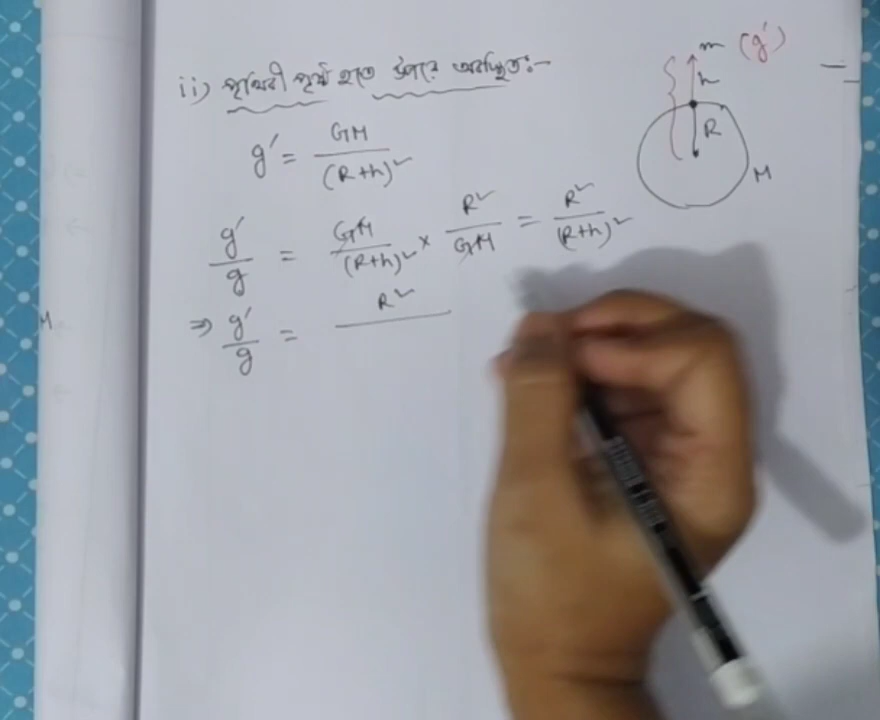 ii) পৃথিবী পৃষ্ঠ হতে উপরে অবস্থিতঃ-
g' = GM / (R+h)²
g'/g = GM / (R+h)² × R² / GM = R² / (R+h)²
⇒ g'/g = R² /
m (g')
h
R
M
M